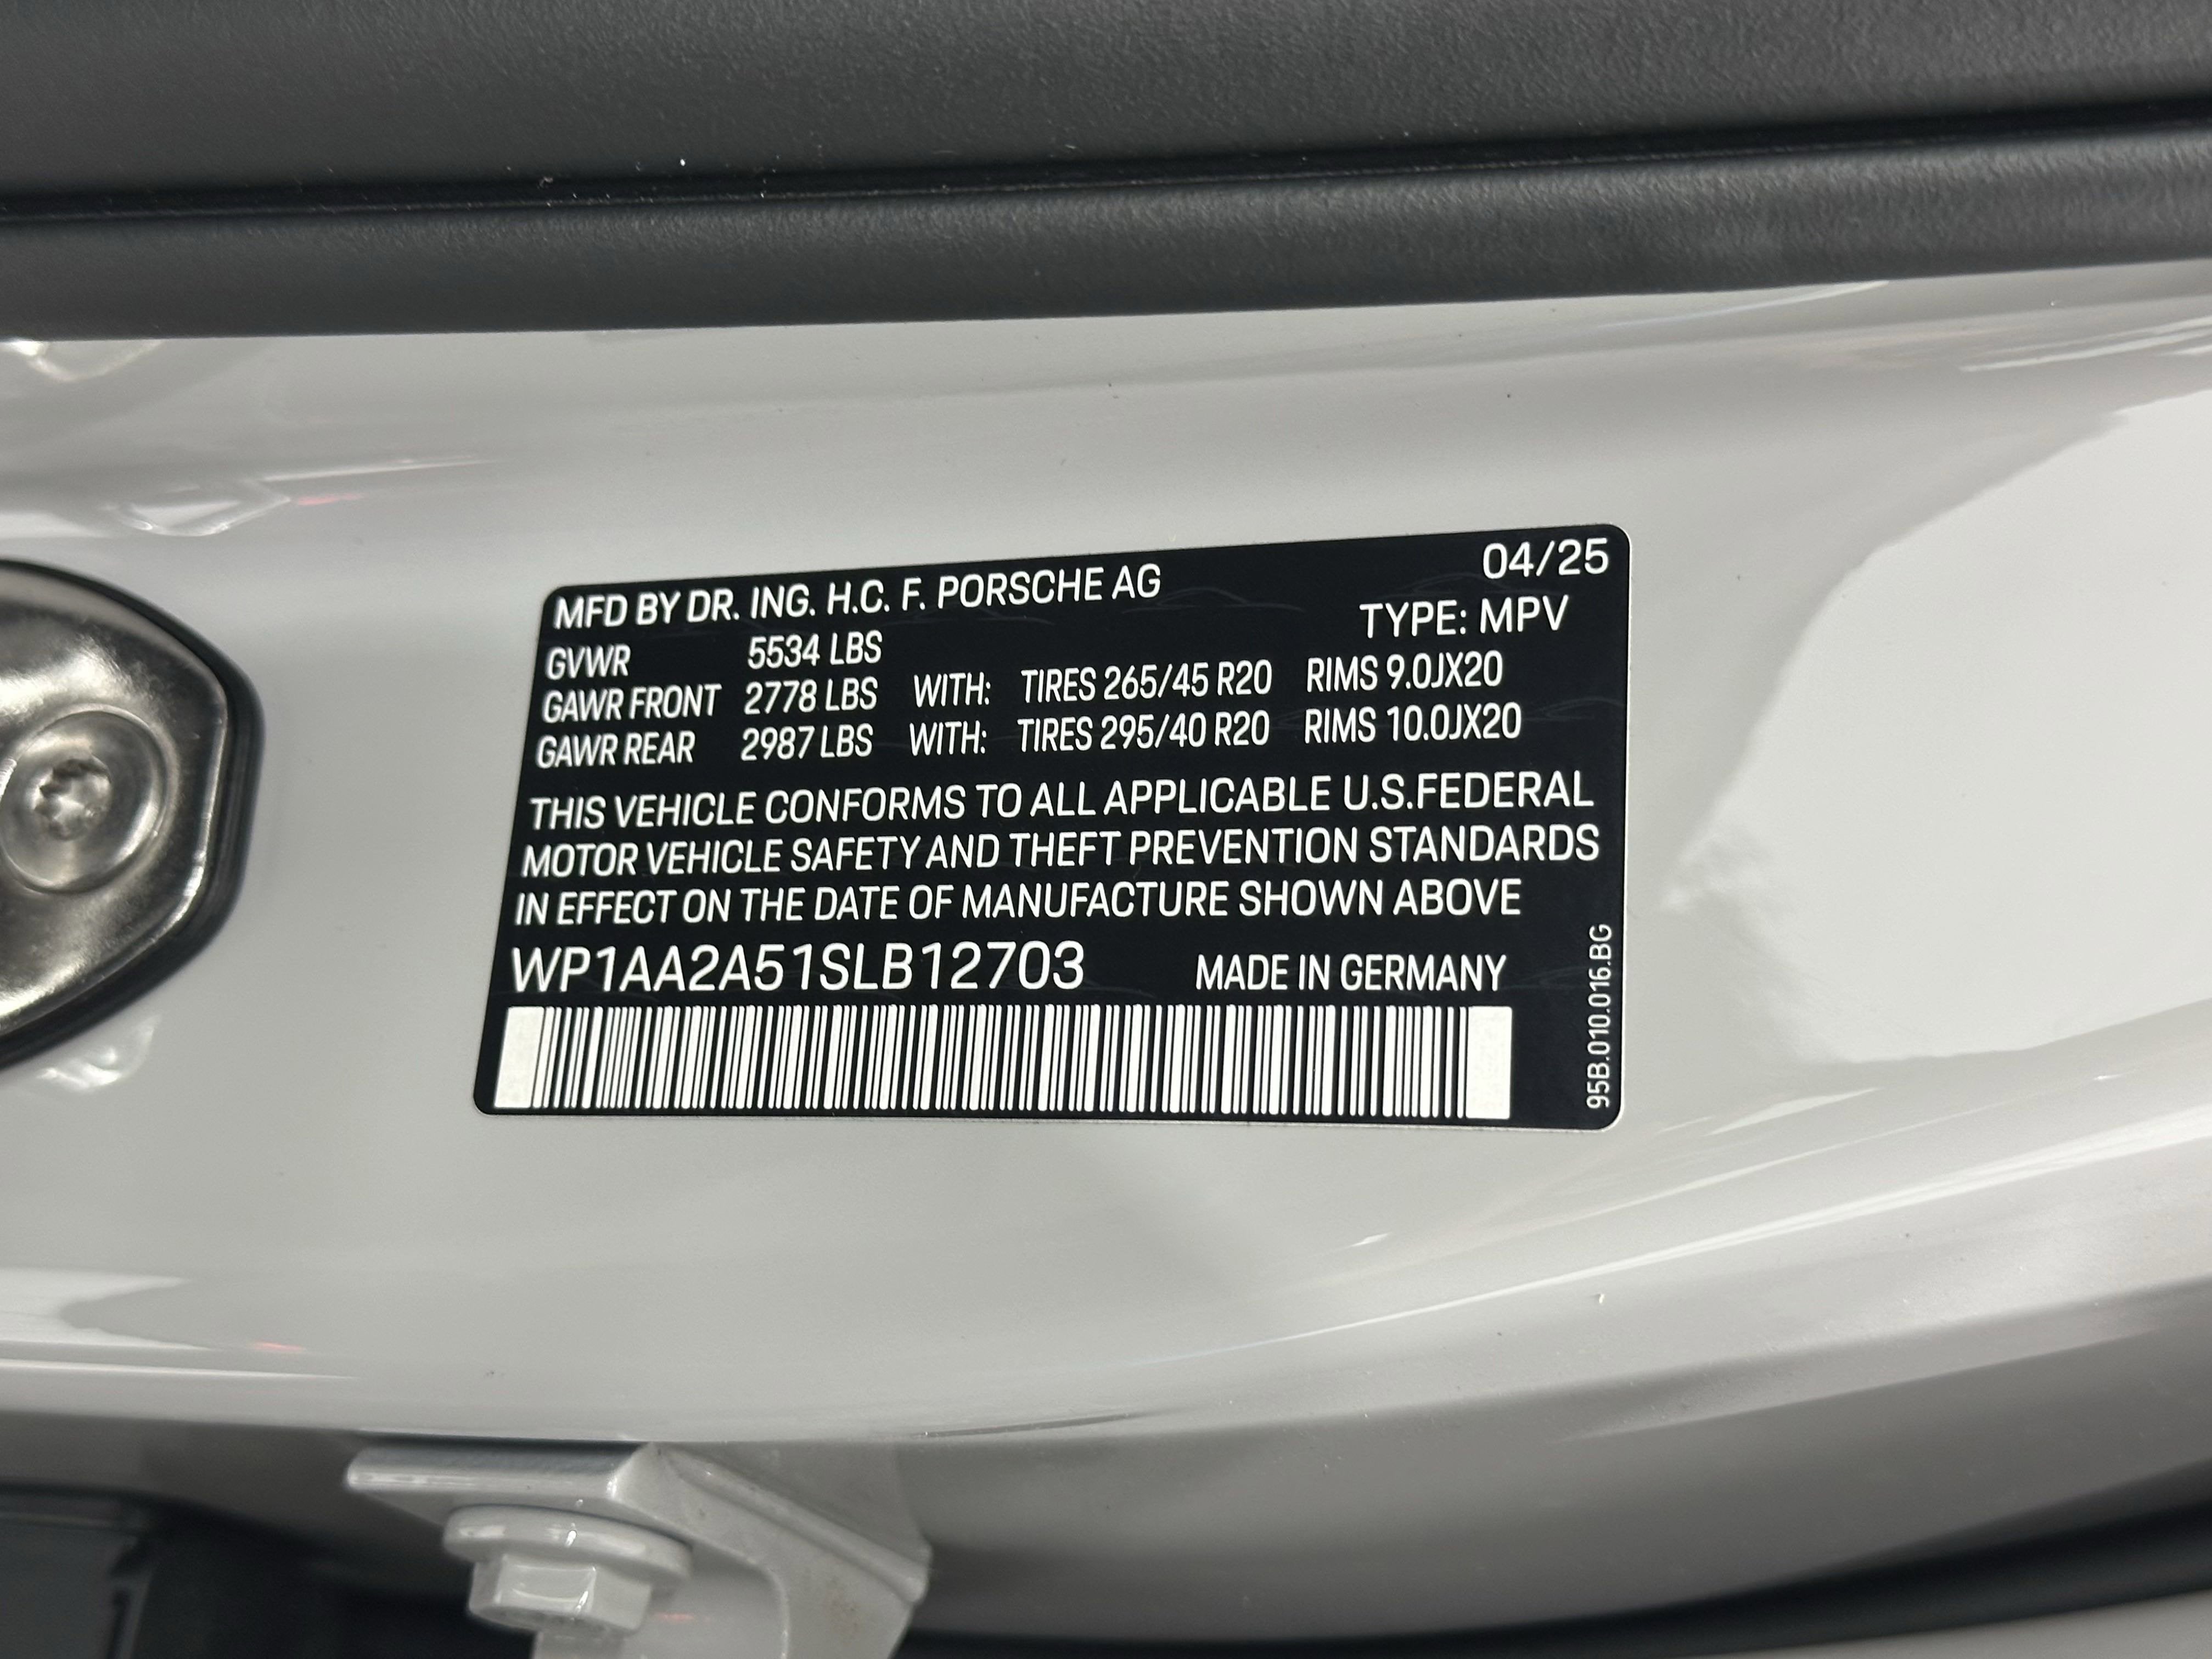 MFD BY DR. ING. H.C. F. PORSCHE AG 04/25
TYPE: MPV
GVWR 5534 LBS
GAWR FRONT 2778 LBS WITH: TIRES 265/45 R20 RIMS 9.0JX20
GAWR REAR 2987 LBS WITH: TIRES 295/40 R20 RIMS 10.0JX20
THIS VEHICLE CONFORMS TO ALL APPLICABLE U.S.FEDERAL
MOTOR VEHICLE SAFETY AND THEFT PREVENTION STANDARDS
IN EFFECT ON THE DATE OF MANUFACTURE SHOWN ABOVE
WP1AA2A51SLB12703 MADE IN GERMANY
95B.010.016.BG